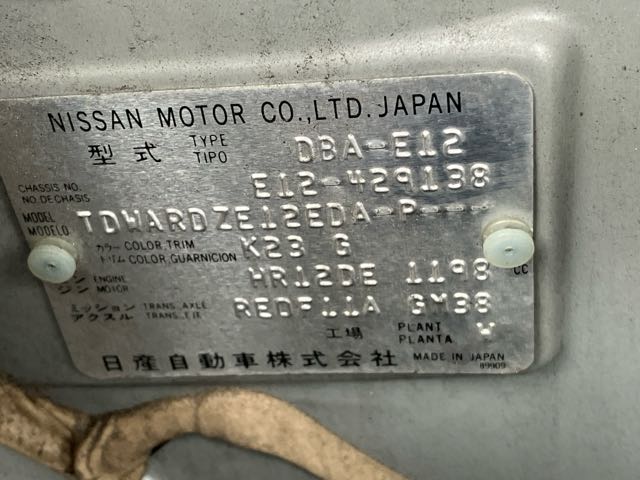 NISSAN MOTOR CO.,LTD. JAPAN
型式 TYPE TIPO DBA-E12
CHASSIS NO. NO. DE CHASIS E12-429138
MODEL MODELO TDWARDZE12EDA-P---
カラー COLOR,TRIM トリム COLOR,GUARNICION K23 G
ジン ENGINE ジン MOTOR HR12DE 1198 CC
ミッション TRANS.,AXLE アクスル TRANS.,EJE RE0F11A GM38
工場 PLANT PLANTA W
日産自動車株式会社 MADE IN JAPAN
89909